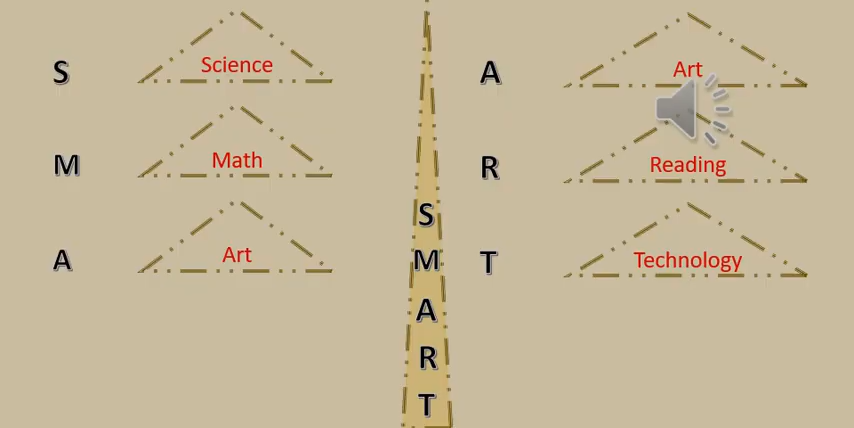 S Science
M Math
A Art
S
M
A
R
T
A Art
R Reading
T Technology